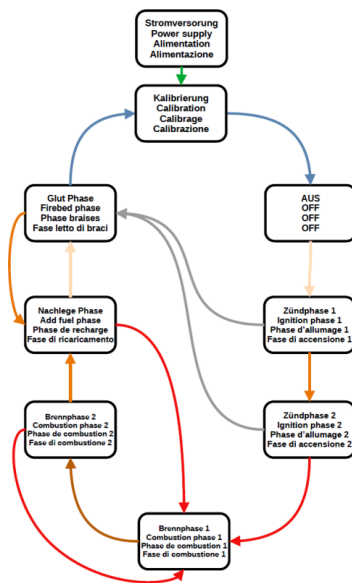 Stromversorung
Power supply
Alimentation
Alimentazione
Kalibrierung
Calibration
Calibrage
Calibrazione
Glut Phase
Firebed phase
Phase braises
Fase letto di braci
AUS
OFF
OFF
OFF
Nachlege Phase
Add fuel phase
Phase de recharge
Fase di ricaricamento
Zündphase 1
Ignition phase 1
Phase d'allumage 1
Fase di accensione 1
Brennphase 2
Combustion phase 2
Phase de combustion 2
Fase di combustione 2
Zündphase 2
Ignition phase 2
Phase d'allumage 2
Fase di accensione 2
Brennphase 1
Combustion phase 1
Phase de combustion 1
Fase di combustione 1